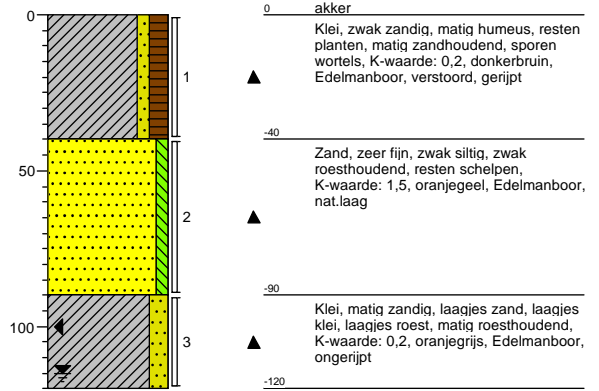 0
akker
0
Klei, zwak zandig, matig humeus, resten
planten, matig zandhoudend, sporen
wortels, K-waarde: 0,2, donkerbruin,
Edelmanboor, verstoord, gerijpt
1
-40
Zand, zeer fijn, zwak siltig, zwak
roesthoudend, resten schelpen,
K-waarde: 1,5, oranjegeel, Edelmanboor,
nat.laag
50
2
-90
Klei, matig zandig, laagjes zand, laagjes
klei, laagjes roest, matig roesthoudend,
K-waarde: 0,2, oranjegrijs, Edelmanboor,
ongerijpt
100
3
-120